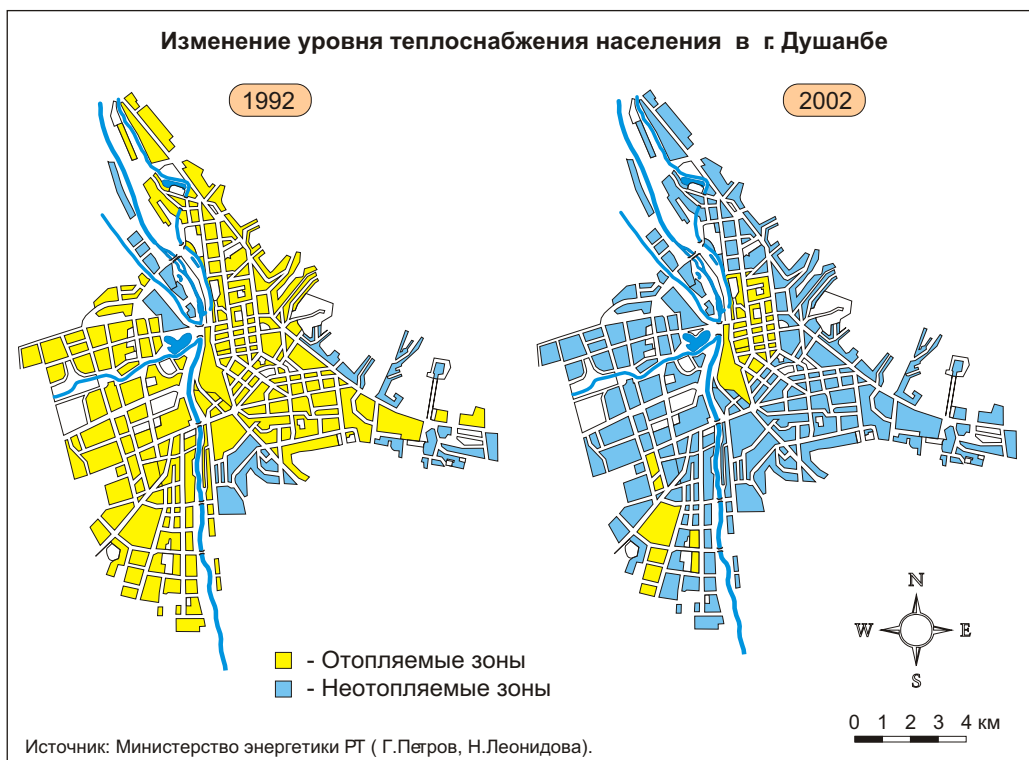 Изменение уровня теплоснабжения населения в г. Душанбе
1992
2002
N
W E
S
- Отопляемые зоны
- Неотопляемые зоны
0 1 2 3 4 км
Источник: Министерство энергетики РТ ( Г.Петров, Н.Леонидова).